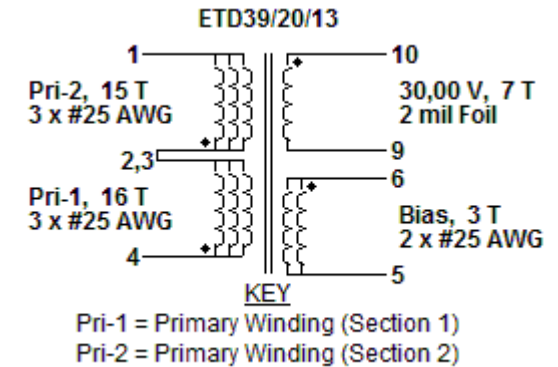 ETD39/20/13
1
10
Pri-2, 15 T
3 x #25 AWG
30,00 V, 7 T
2 mil Foil
2,3
9
6
Pri-1, 16 T
3 x #25 AWG
Bias, 3 T
2 x #25 AWG
4
5
KEY
Pri-1 = Primary Winding (Section 1)
Pri-2 = Primary Winding (Section 2)